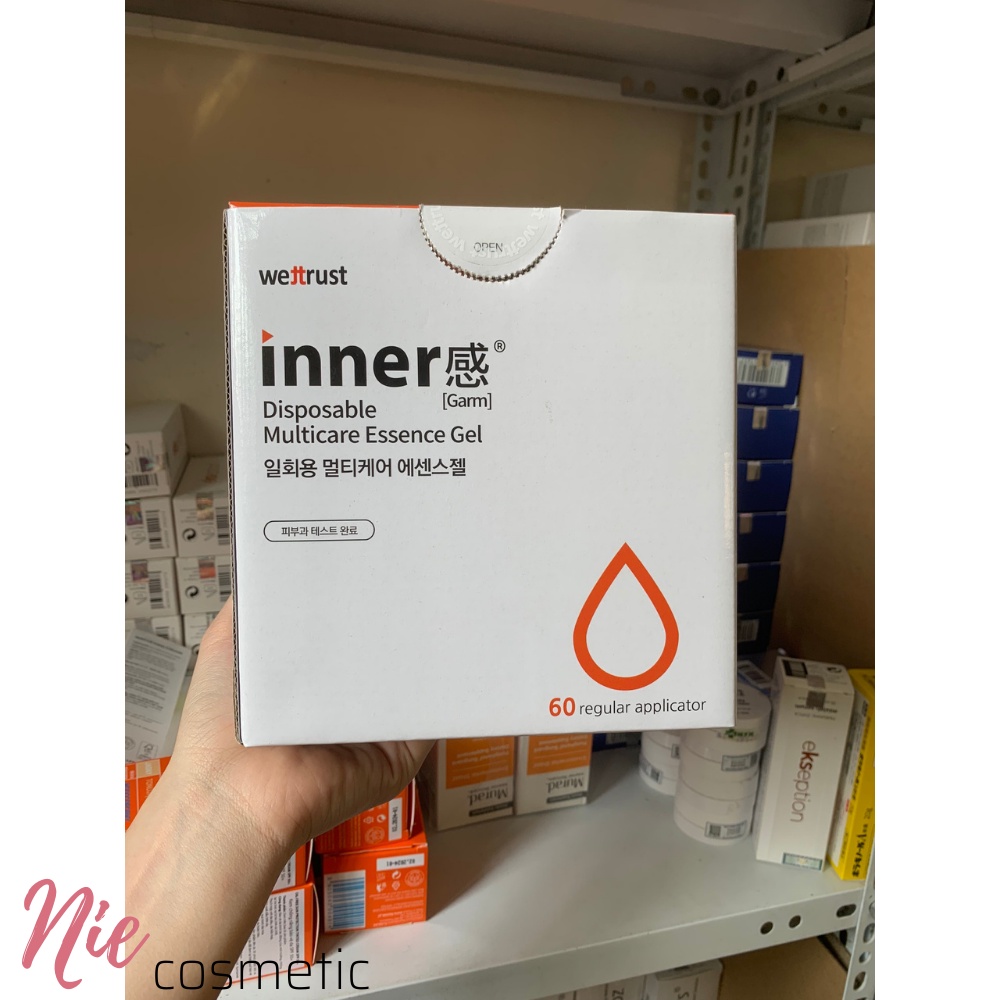 OPEN
wettrust
inner感®
[Garm]
Disposable
Multicare Essence Gel
일회용 멀티케어 에센스젤
피부과 테스트 완료
60 regular applicator
Murad.
Murad.
ekseption
Nie
cosmetic